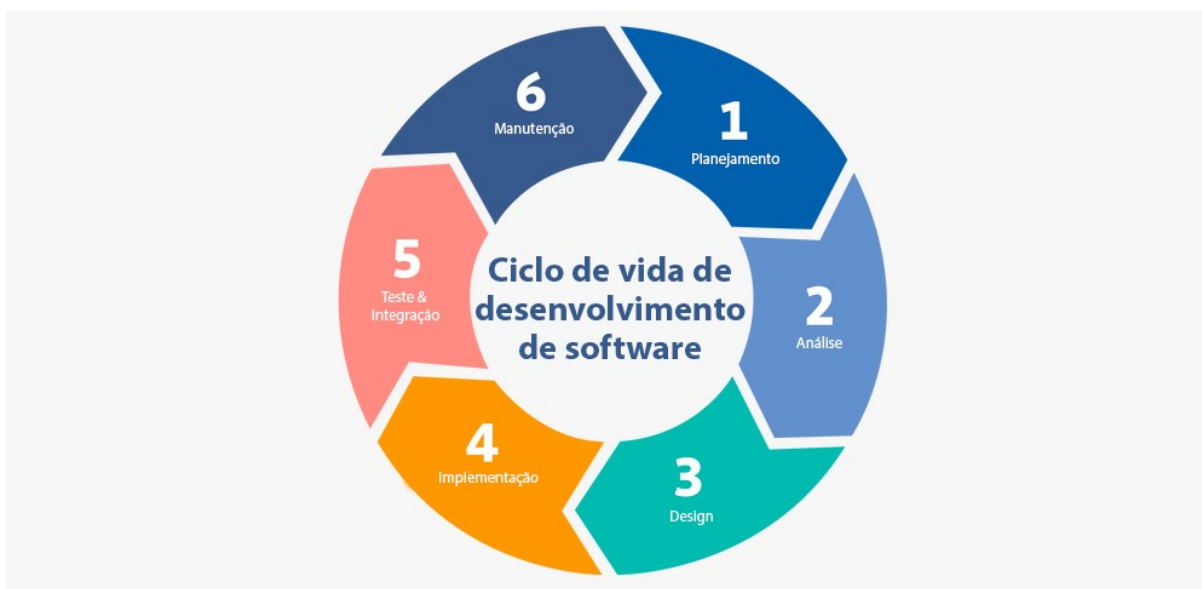 Ciclo de vida de
desenvolvimento
de software
1
Planejamento
2
Análise
3
Design
4
Implementação
5
Teste &
Integração
6
Manutenção